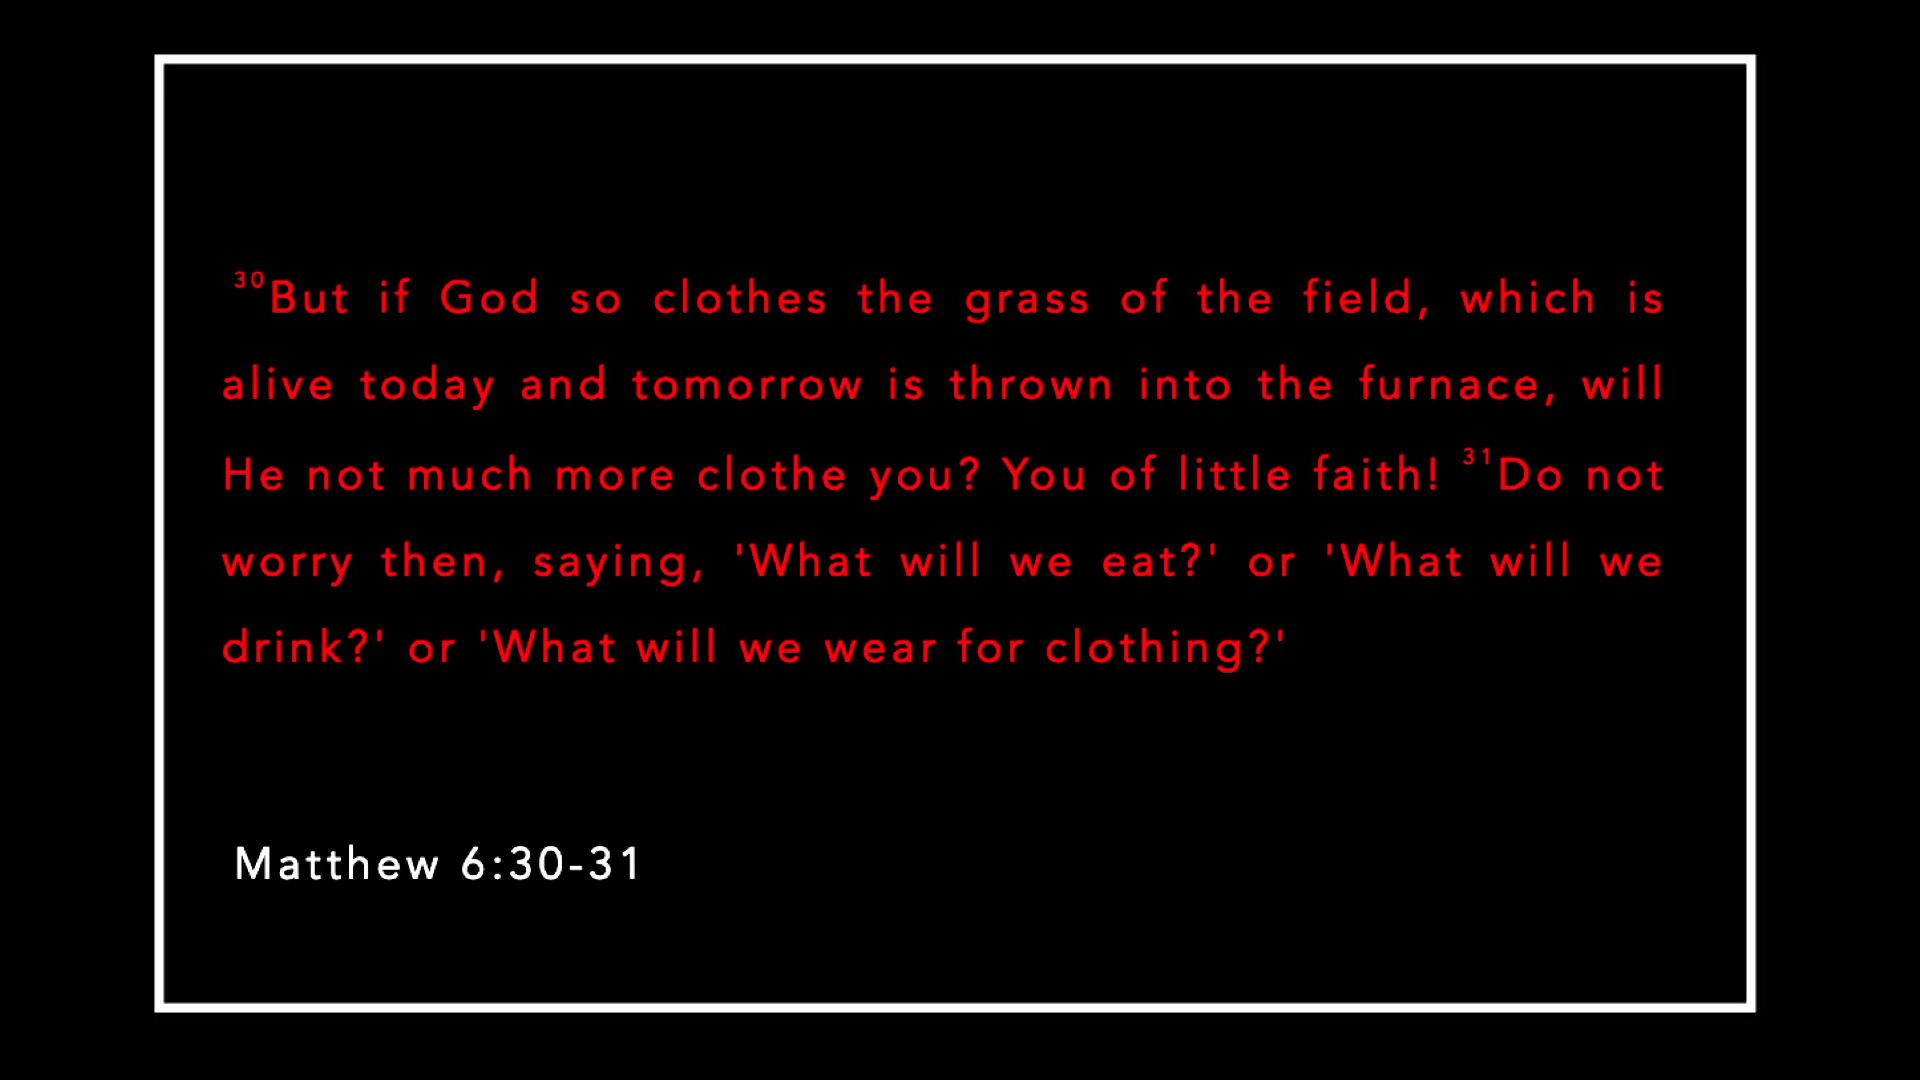 30But if God so clothes the grass of the field, which is
alive today and tomorrow is thrown into the furnace, will
He not much more clothe you? You of little faith! 31Do not
worry then, saying, 'What will we eat?' or 'What will we
drink?' or 'What will we wear for clothing?'
Matthew 6:30-31